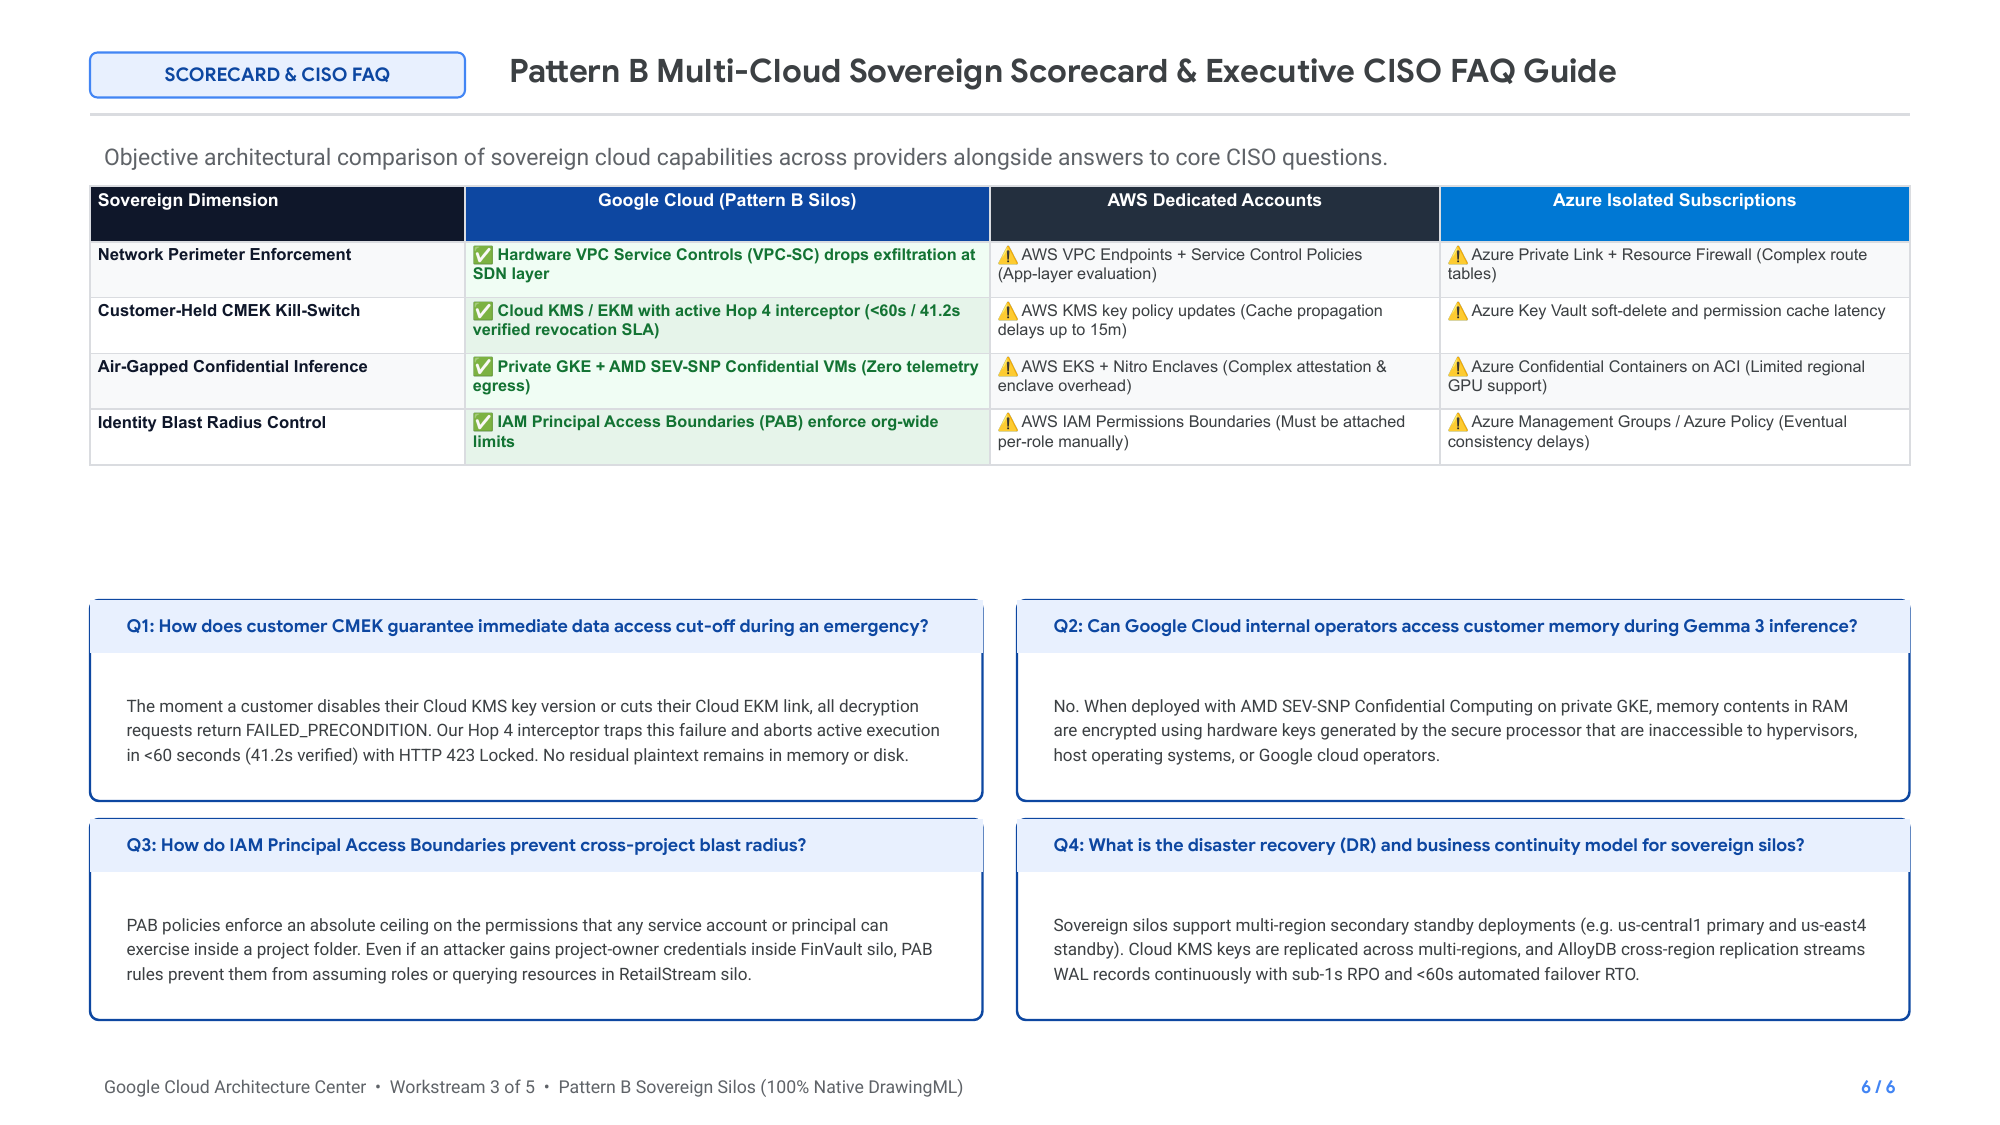 SCORECARD & CISO FAQ
Pattern B Multi-Cloud Sovereign Scorecard & Executive CISO FAQ Guide
Objective architectural comparison of sovereign cloud capabilities across providers alongside answers to core CISO questions.
Sovereign Dimension
Google Cloud (Pattern B Silos)
AWS Dedicated Accounts
Azure Isolated Subscriptions
Network Perimeter Enforcement
✅ Hardware VPC Service Controls (VPC-SC) drops exfiltration at
SDN layer
⚠️ AWS VPC Endpoints + Service Control Policies
(App-layer evaluation)
⚠️ Azure Private Link + Resource Firewall (Complex route
tables)
Customer-Held CMEK Kill-Switch
✅ Cloud KMS / EKM with active Hop 4 interceptor (<60s / 41.2s
verified revocation SLA)
⚠️ AWS KMS key policy updates (Cache propagation
delays up to 15m)
⚠️ Azure Key Vault soft-delete and permission cache latency
Air-Gapped Confidential Inference
✅ Private GKE + AMD SEV-SNP Confidential VMs (Zero telemetry
egress)
⚠️ AWS EKS + Nitro Enclaves (Complex attestation &
enclave overhead)
⚠️ Azure Confidential Containers on ACI (Limited regional
GPU support)
Identity Blast Radius Control
✅ IAM Principal Access Boundaries (PAB) enforce org-wide
limits
⚠️ AWS IAM Permissions Boundaries (Must be attached
per-role manually)
⚠️ Azure Management Groups / Azure Policy (Eventual
consistency delays)
Q1: How does customer CMEK guarantee immediate data access cut-off during an emergency?
The moment a customer disables their Cloud KMS key version or cuts their Cloud EKM link, all decryption
requests return FAILED_PRECONDITION. Our Hop 4 interceptor traps this failure and aborts active execution
in <60 seconds (41.2s verified) with HTTP 423 Locked. No residual plaintext remains in memory or disk.
Q2: Can Google Cloud internal operators access customer memory during Gemma 3 inference?
No. When deployed with AMD SEV-SNP Confidential Computing on private GKE, memory contents in RAM
are encrypted using hardware keys generated by the secure processor that are inaccessible to hypervisors,
host operating systems, or Google cloud operators.
Q3: How do IAM Principal Access Boundaries prevent cross-project blast radius?
PAB policies enforce an absolute ceiling on the permissions that any service account or principal can
exercise inside a project folder. Even if an attacker gains project-owner credentials inside FinVault silo, PAB
rules prevent them from assuming roles or querying resources in RetailStream silo.
Q4: What is the disaster recovery (DR) and business continuity model for sovereign silos?
Sovereign silos support multi-region secondary standby deployments (e.g. us-central1 primary and us-east4
standby). Cloud KMS keys are replicated across multi-regions, and AlloyDB cross-region replication streams
WAL records continuously with sub-1s RPO and <60s automated failover RTO.
Google Cloud Architecture Center • Workstream 3 of 5 • Pattern B Sovereign Silos (100% Native DrawingML)
6 / 6